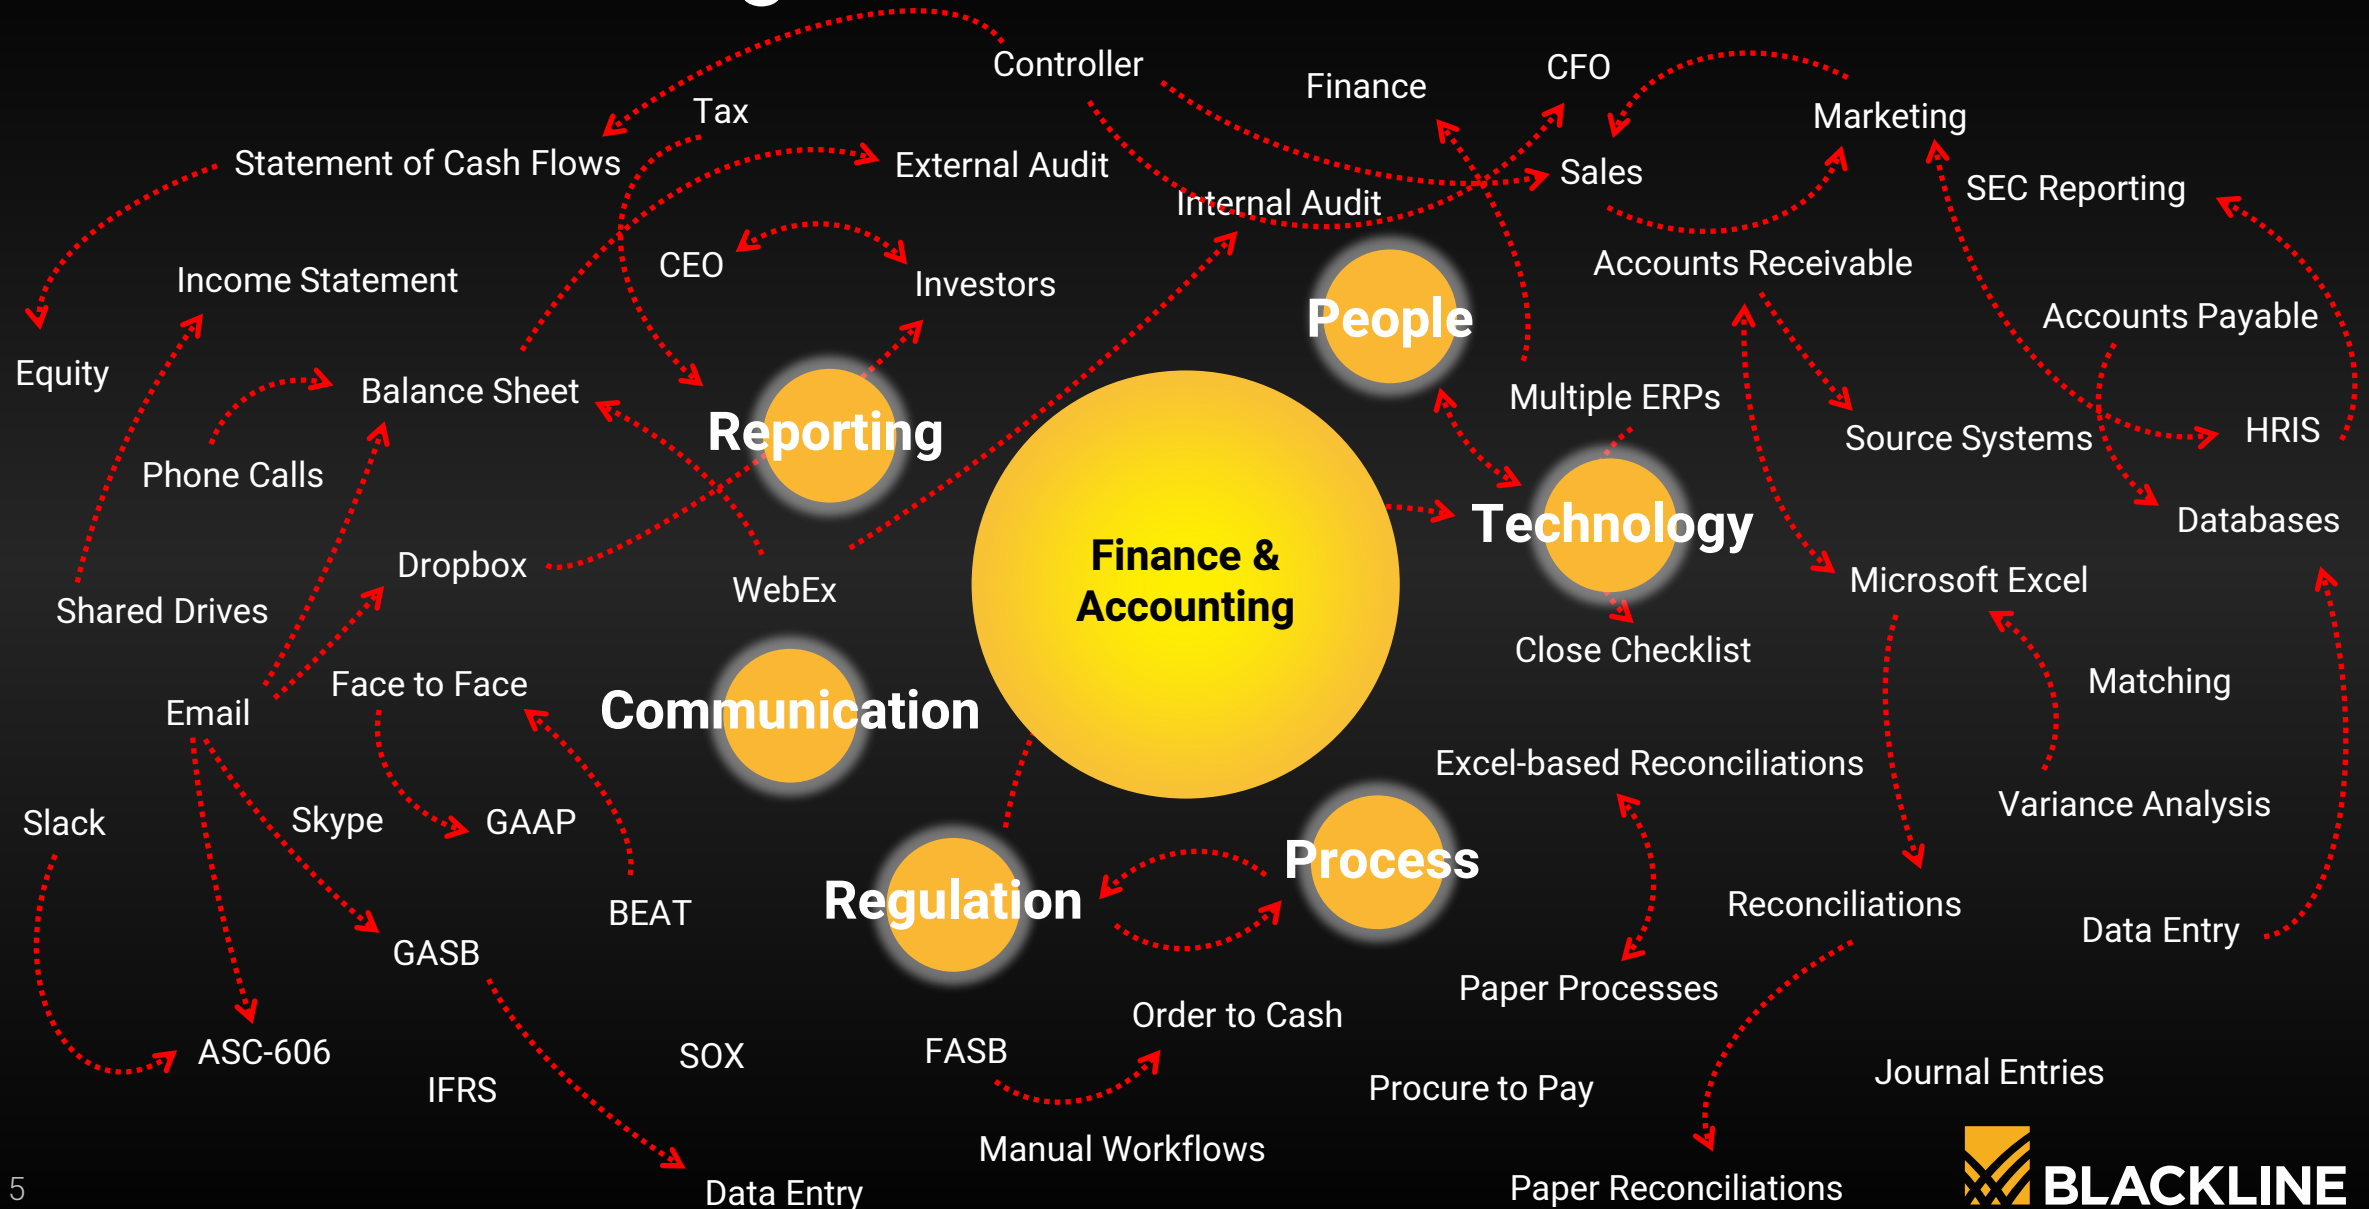 Controller
Finance
CFO
Tax
Marketing
Statement of Cash Flows
External Audit
Sales
SEC Reporting
Internal Audit
CEO
Investors
Accounts Receivable
Income Statement
People
Accounts Payable
Equity
Balance Sheet
Multiple ERPs
Reporting
Source Systems
HRIS
Phone Calls
Technology
Databases
Dropbox
WebEx
Finance &
Accounting
Microsoft Excel
Shared Drives
Close Checklist
Face to Face
Email
Communication
Matching
Excel-based Reconciliations
Slack
Skype
GAAP
Variance Analysis
Process
BEAT
Regulation
Reconciliations
Data Entry
GASB
Paper Processes
Order to Cash
ASC-606
SOX
FASB
IFRS
Procure to Pay
Journal Entries
Manual Workflows
5
Data Entry
Paper Reconciliations
BLACKLINE